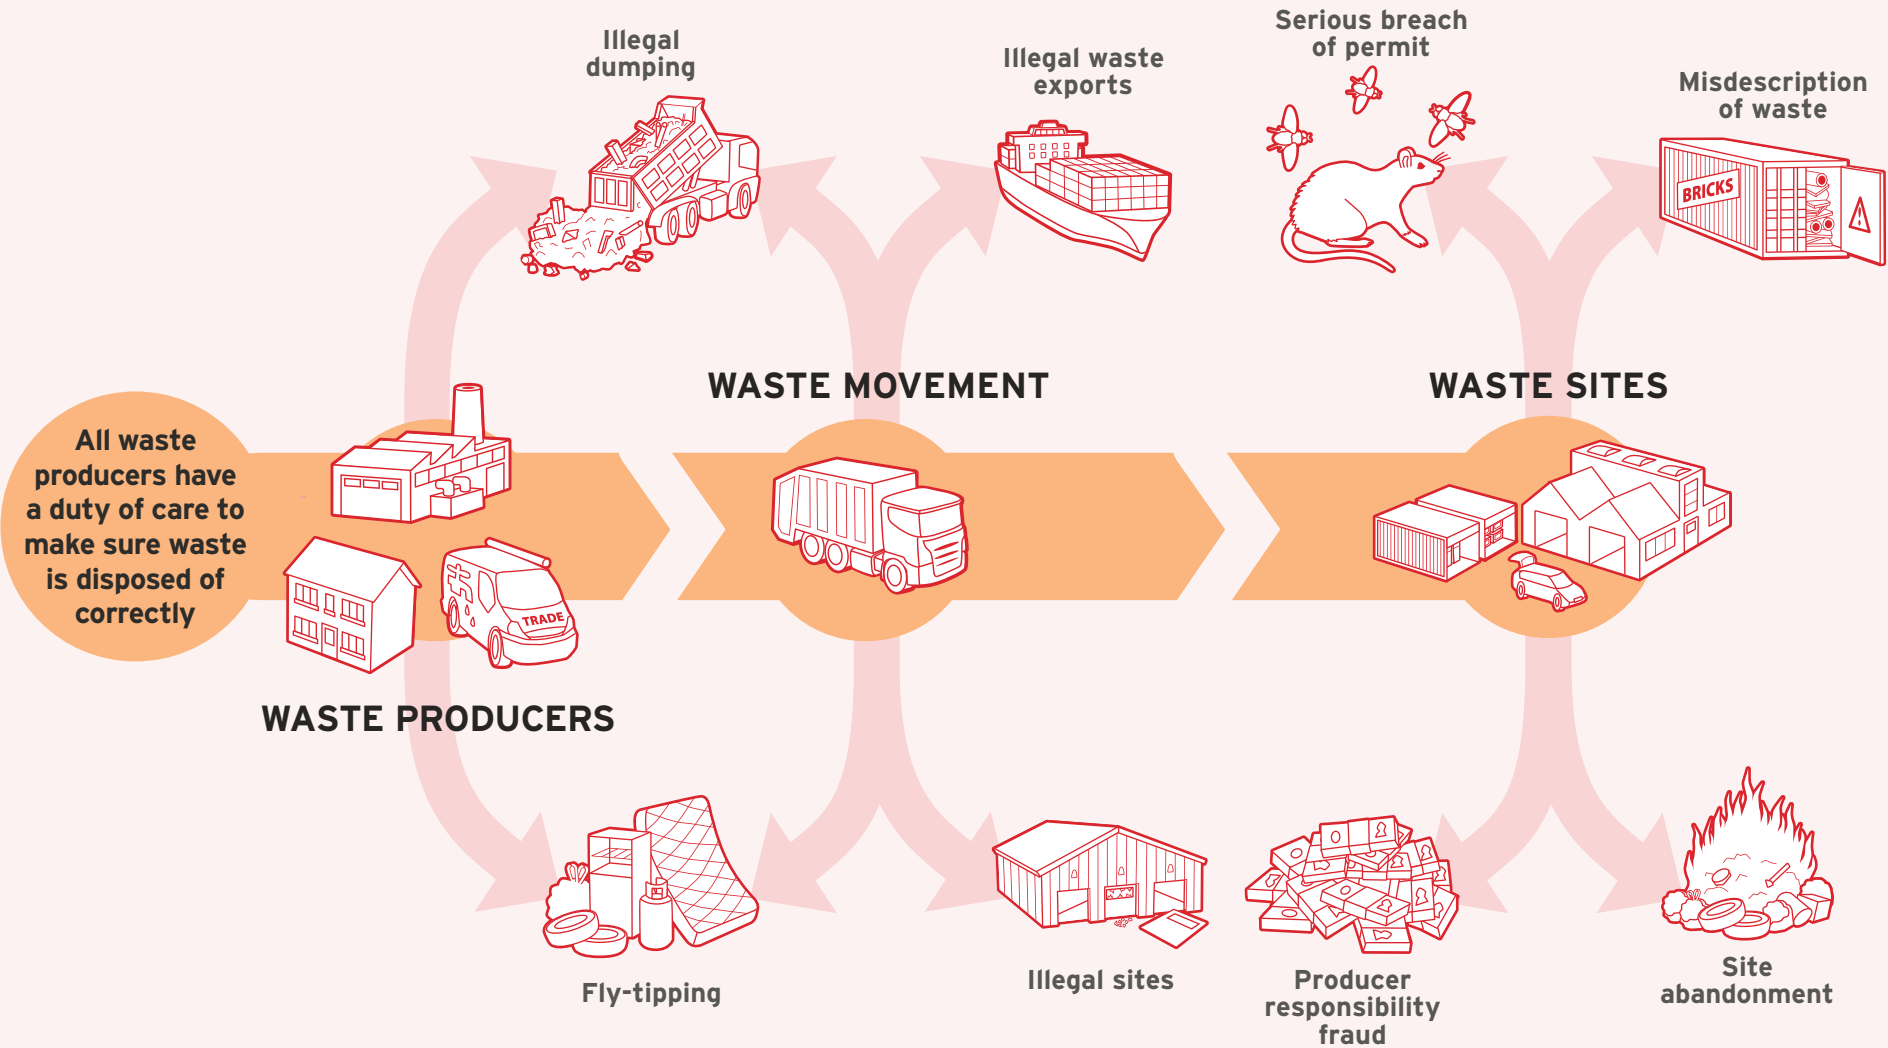 Illegal
dumping
Illegal waste
exports
Serious breach
of permit
Misdescription
of waste
BRICKS
WASTE MOVEMENT
WASTE SITES
All waste
producers have
a duty of care to
make sure waste
is disposed of
correctly
TRADE
WASTE PRODUCERS
Fly-tipping
Illegal sites
Producer
responsibility
fraud
Site
abandonment